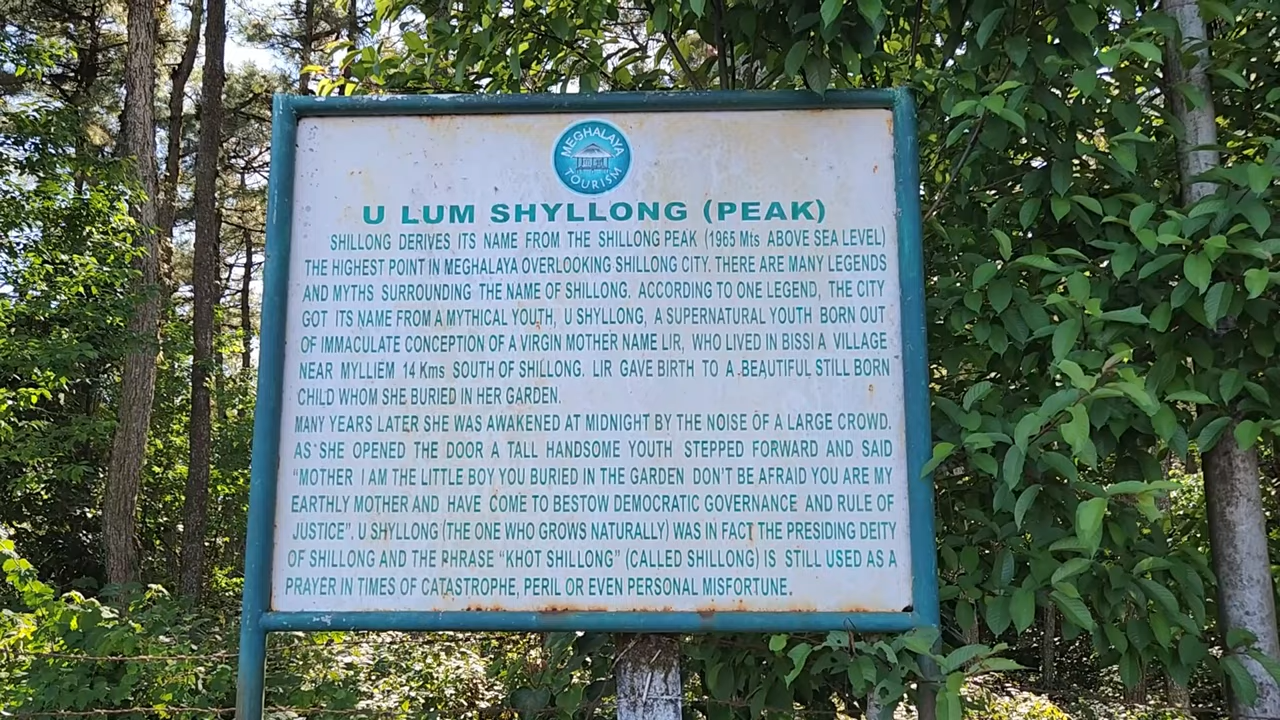 MEGHALAYA
TOURISM
U LUM SHYLLONG (PEAK)
SHILLONG DERIVES ITS NAME FROM THE SHILLONG PEAK (1965 Mts ABOVE SEA LEVEL)
THE HIGHEST POINT IN MEGHALAYA OVERLOOKING SHILLONG CITY. THERE ARE MANY LEGENDS
AND MYTHS SURROUNDING THE NAME OF SHILLONG. ACCORDING TO ONE LEGEND, THE CITY
GOT ITS NAME FROM A MYTHICAL YOUTH, U SHYLLONG, A SUPERNATURAL YOUTH BORN OUT
OF IMMACULATE CONCEPTION OF A VIRGIN MOTHER NAME LIR, WHO LIVED IN BISSI A VILLAGE
NEAR MYLLIEM 14 Kms SOUTH OF SHILLONG. LIR GAVE BIRTH TO A BEAUTIFUL STILL BORN
CHILD WHOM SHE BURIED IN HER GARDEN.
MANY YEARS LATER SHE WAS AWAKENED AT MIDNIGHT BY THE NOISE OF A LARGE CROWD.
AS SHE OPENED THE DOOR A TALL HANDSOME YOUTH STEPPED FORWARD AND SAID
"MOTHER I AM THE LITTLE BOY YOU BURIED IN THE GARDEN DON'T BE AFRAID YOU ARE MY
EARTHLY MOTHER AND HAVE COME TO BESTOW DEMOCRATIC GOVERNANCE AND RULE OF
JUSTICE". U SHYLLONG (THE ONE WHO GROWS NATURALLY) WAS IN FACT THE PRESIDING DEITY
OF SHILLONG AND THE PHRASE "KHOT SHILLONG" (CALLED SHILLONG) IS STILL USED AS A
PRAYER IN TIMES OF CATASTROPHE, PERIL OR EVEN PERSONAL MISFORTUNE.